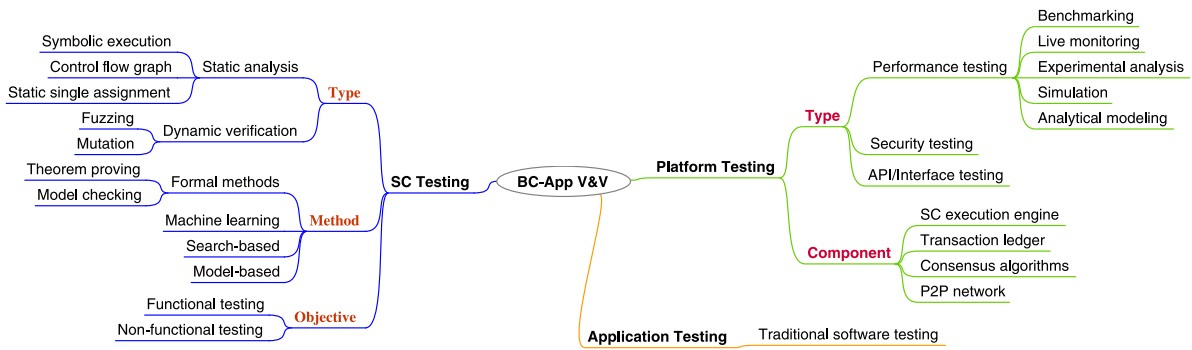 BC-App V&V
SC Testing
Type
Static analysis
Symbolic execution
Control flow graph
Static single assignment
Dynamic verification
Fuzzing
Mutation
Method
Formal methods
Theorem proving
Model checking
Machine learning
Search-based
Model-based
Objective
Functional testing
Non-functional testing
Platform Testing
Type
Performance testing
Benchmarking
Live monitoring
Experimental analysis
Simulation
Analytical modeling
Security testing
API/Interface testing
Component
SC execution engine
Transaction ledger
Consensus algorithms
P2P network
Application Testing
Traditional software testing